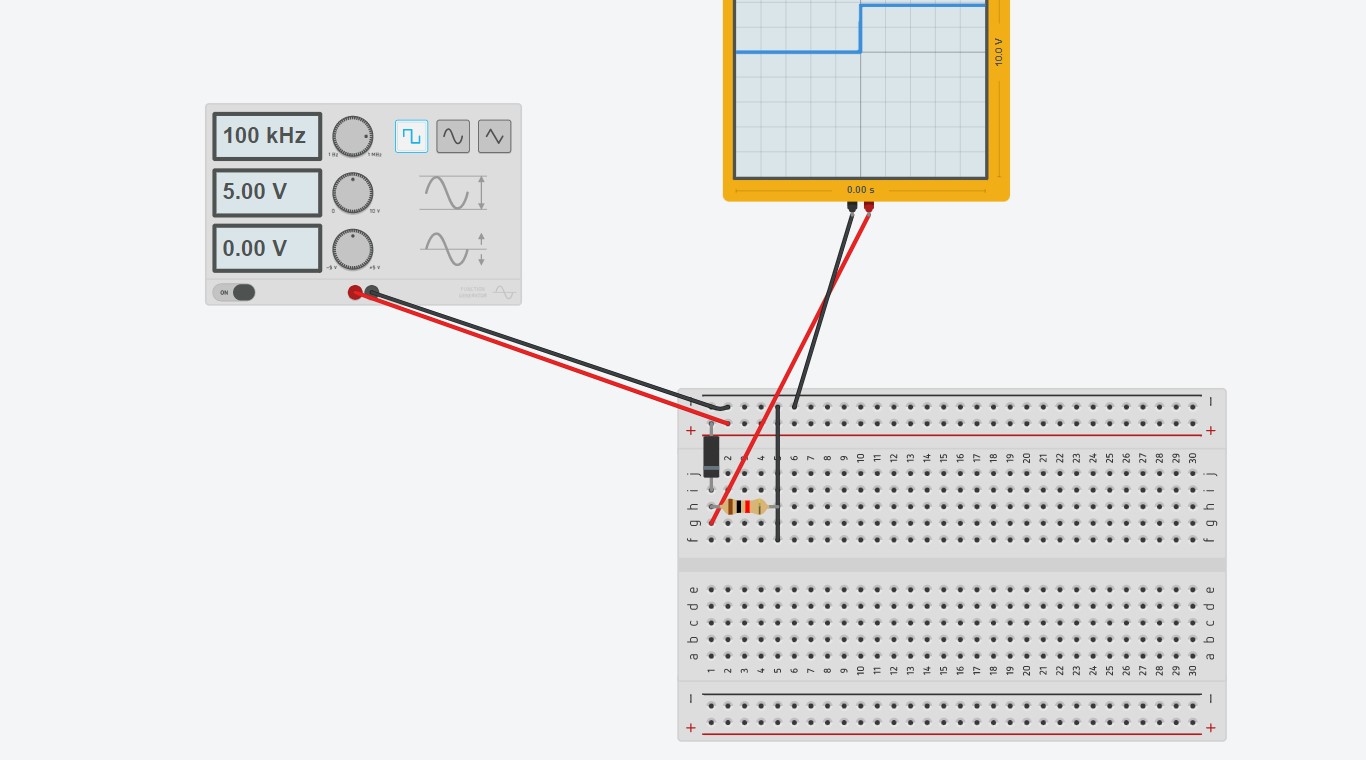 10.0 V
100 kHz
1 Hz
1 MHz
5.00 V
0
10 V
0.00 V
-5 V
+5 V
ON
FUNCTION
GENERATOR
0.00 s
− −
+ +
2 3 4 5 6 7 8 9 10 11 12 13 14 15 16 17 18 19 20 21 22 23 24 25 26 27 28 29 30
j j
i i
h h
g g
f f
e e
d d
c c
b b
a a
1 2 3 4 5 6 7 8 9 10 11 12 13 14 15 16 17 18 19 20 21 22 23 24 25 26 27 28 29 30
− −
+ +